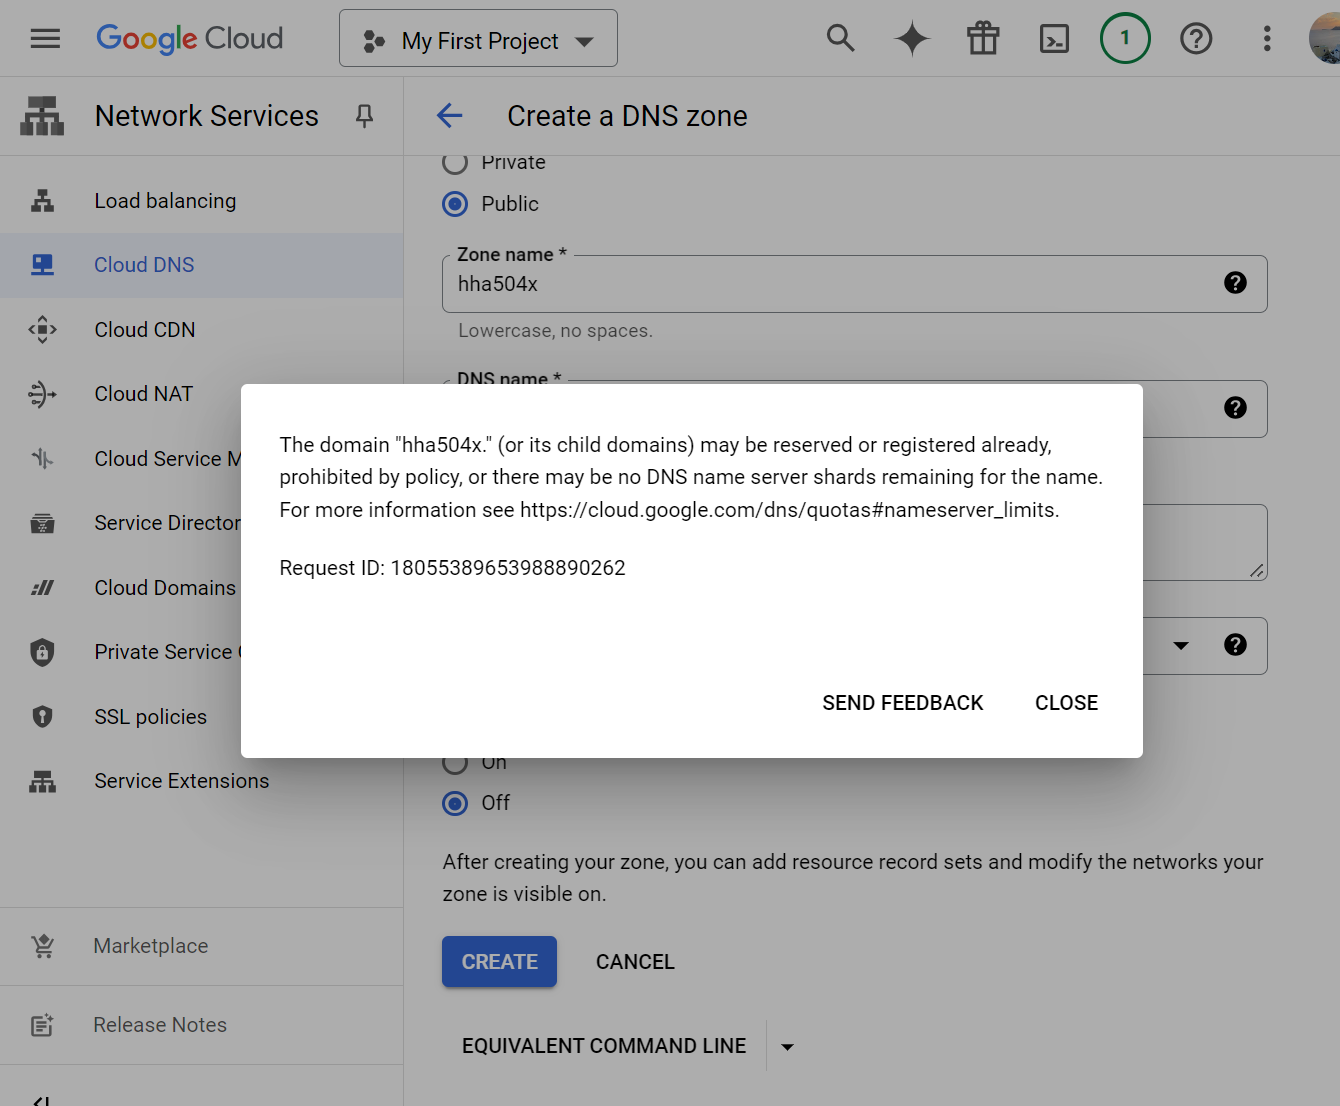 Google Cloud
My First Project
1
Network Services
Create a DNS zone
Private
Public
Load balancing
Cloud DNS
Cloud CDN
Cloud NAT
Cloud Service M
Service Director
Cloud Domains
Private Service
SSL policies
Service Extensions
Marketplace
Release Notes
Zone name *
hha504x
Lowercase, no spaces.
DNS name *
The domain "hha504x." (or its child domains) may be reserved or registered already,
prohibited by policy, or there may be no DNS name server shards remaining for the name.
For more information see https://cloud.google.com/dns/quotas#nameserver_limits.
Request ID: 18055389653988890262
SEND FEEDBACK
CLOSE
On
Off
After creating your zone, you can add resource record sets and modify the networks your
zone is visible on.
CREATE
CANCEL
EQUIVALENT COMMAND LINE